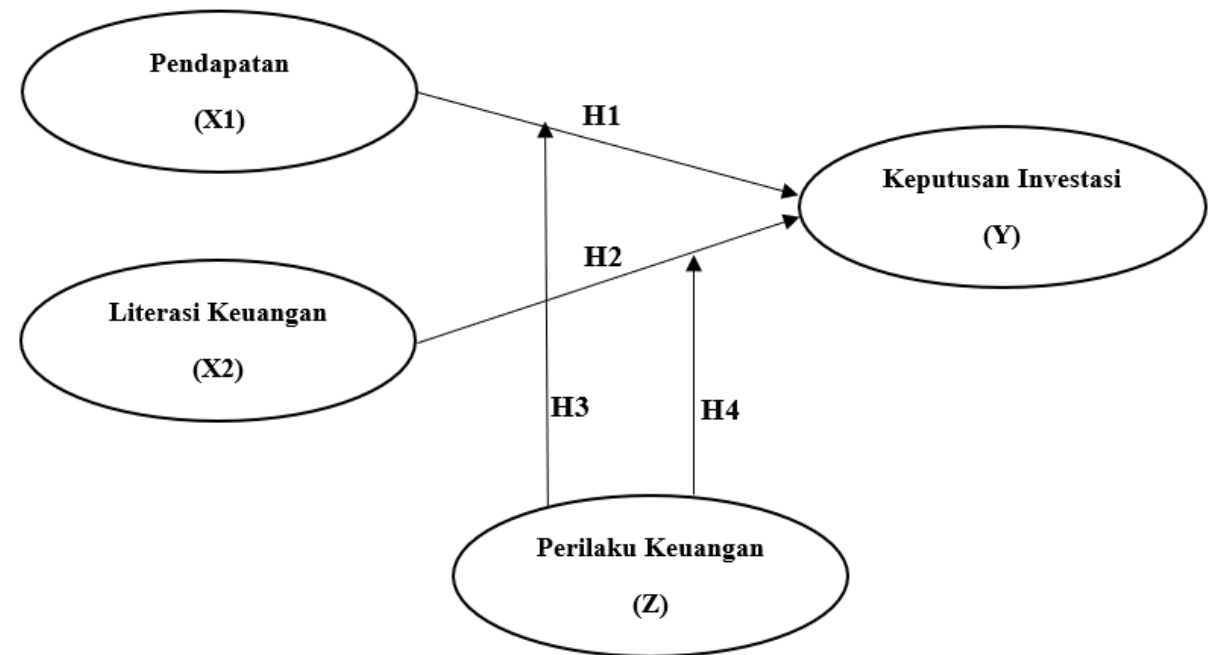 Pendapatan
(X1)
H1
Keputusan Investasi
(Y)
H2
Literasi Keuangan
(X2)
H3
H4
Perilaku Keuangan
(Z)